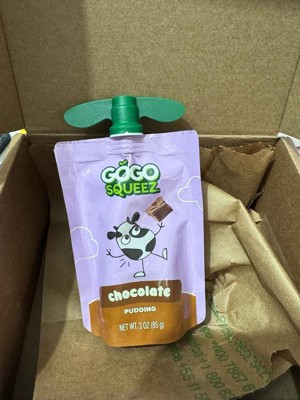 GOGO
SQUEEZ
chocolate
PUDDING
NET WT. 3 OZ (85 g)